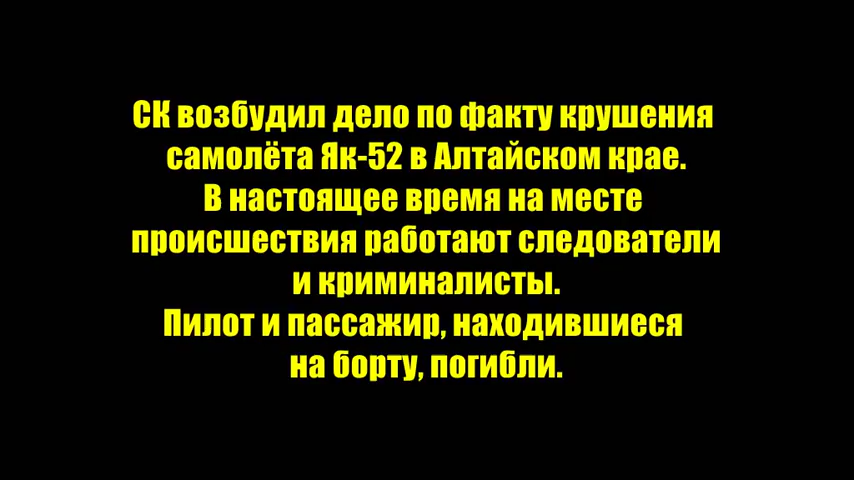 СК возбудил дело по факту крушения
самолёта Як-52 в Алтайском крае.
В настоящее время на месте
происшествия работают следователи
и криминалисты.
Пилот и пассажир, находившиеся
на борту, погибли.